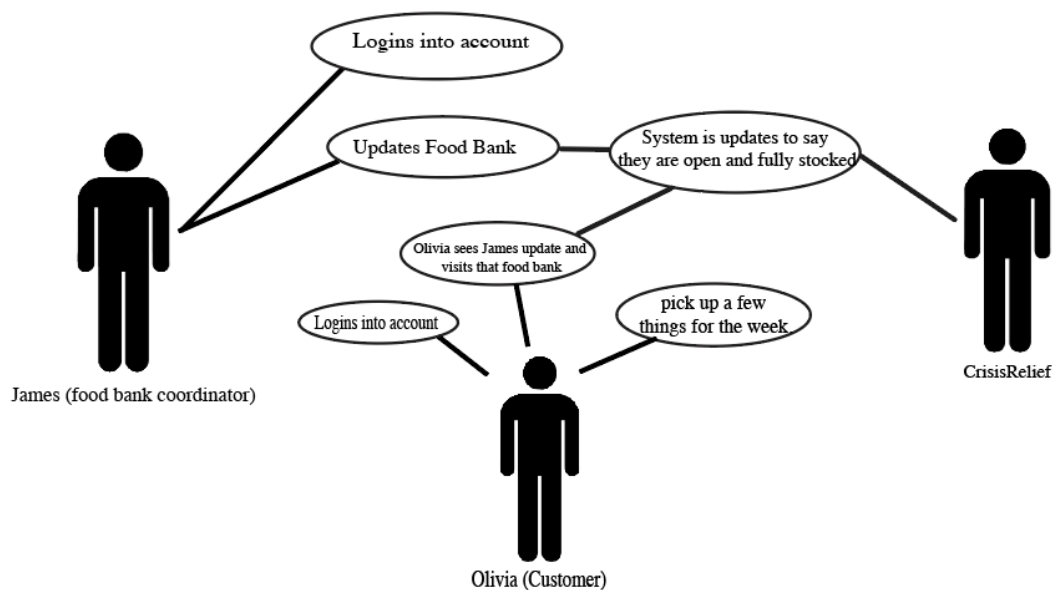 Logins into account
Updates Food Bank
System is updates to say
they are open and fully stocked
Olivia sees James update and
visits that food bank
Logins into account
pick up a few
things for the week
James (food bank coordinator)
CrisisRelief
Olivia (Customer)